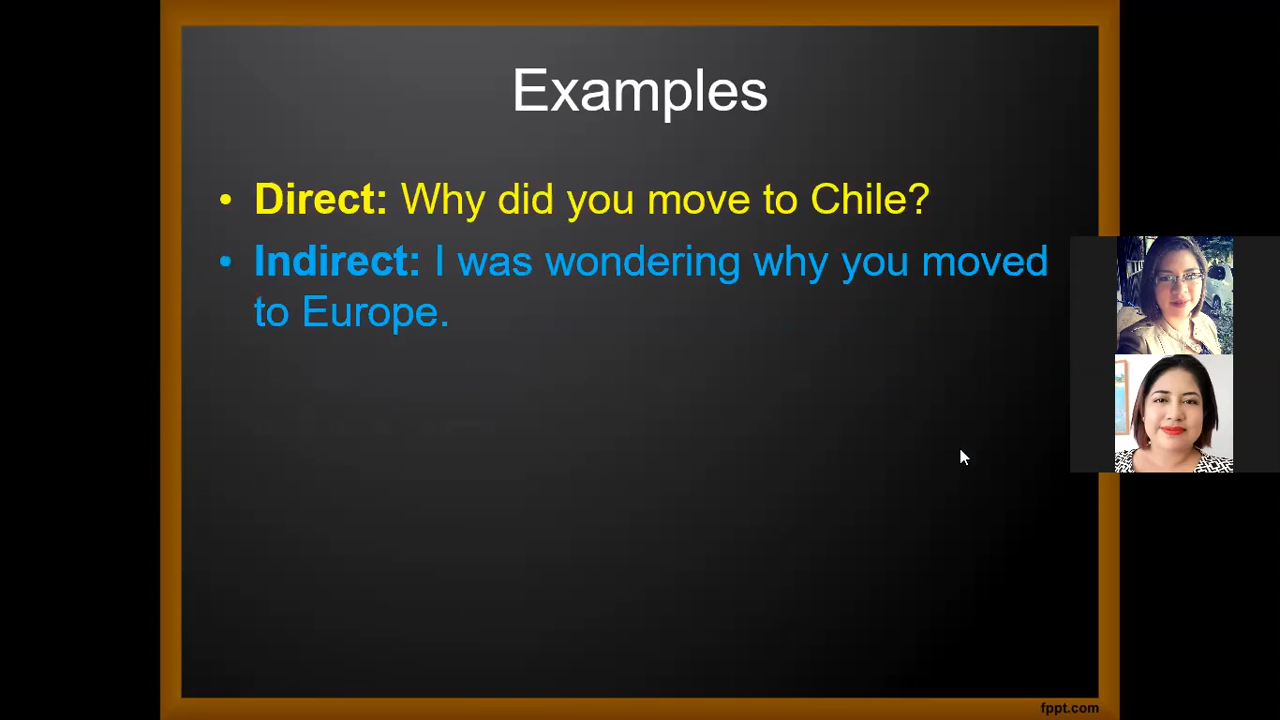 Examples
• Direct: Why did you move to Chile?
• Indirect: I was wondering why you moved
to Europe.
fppt.com